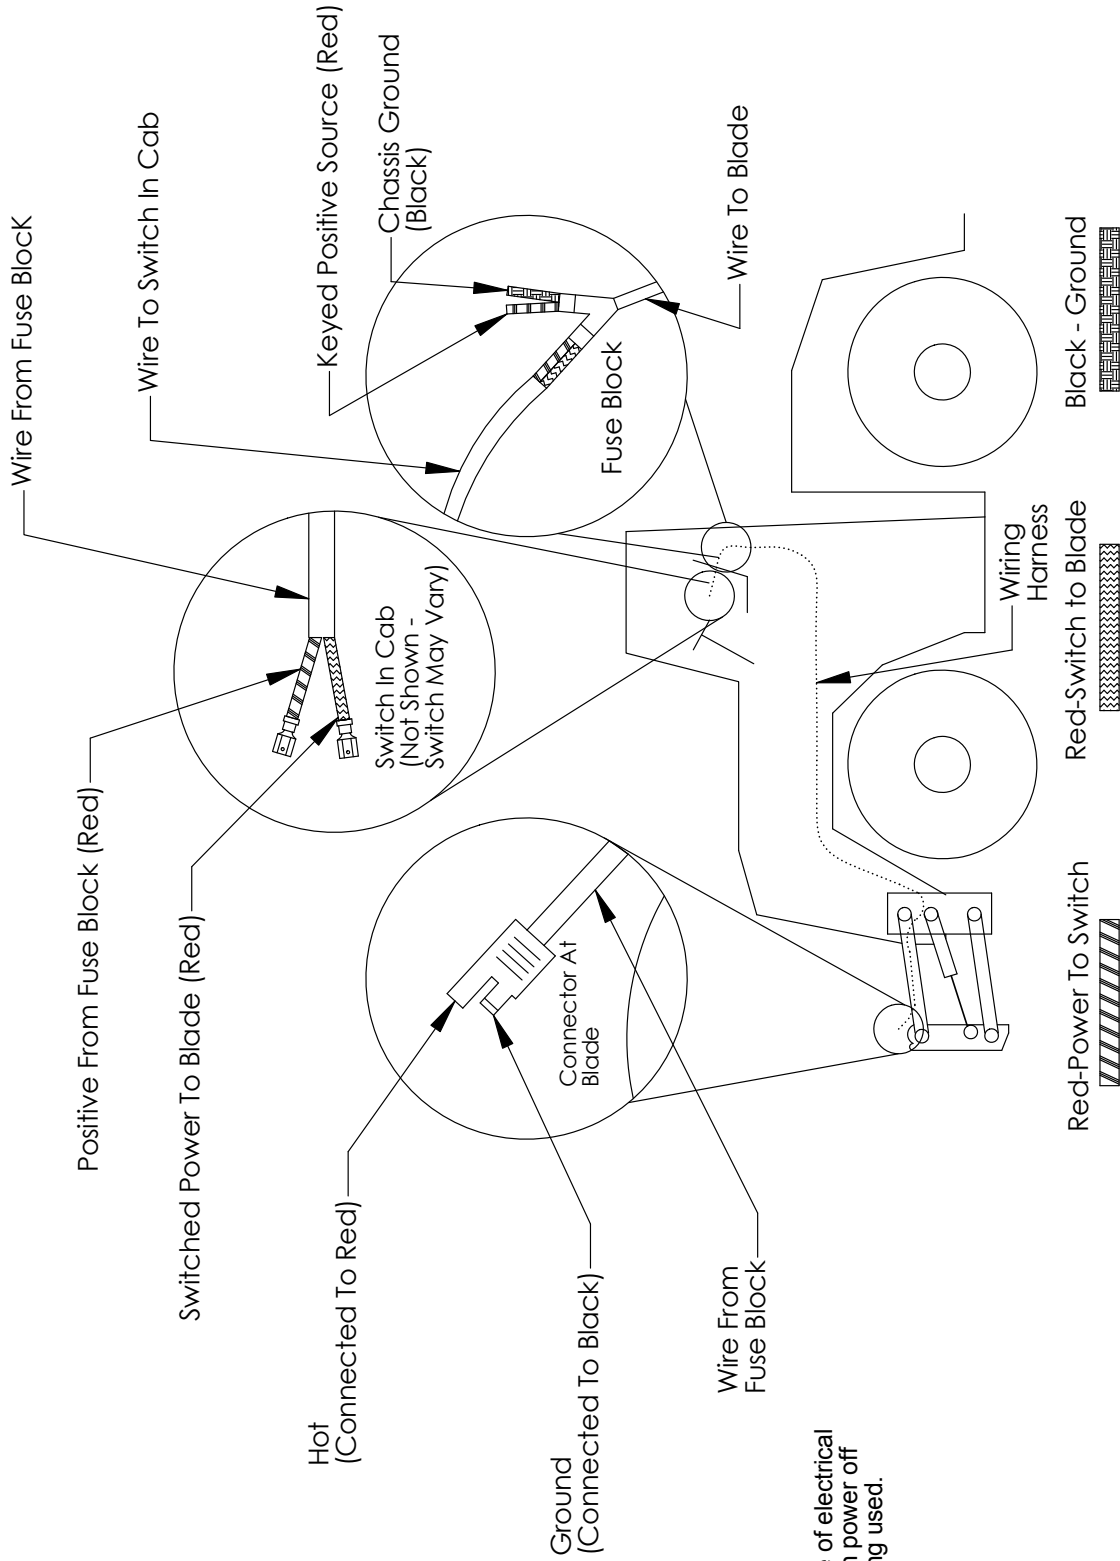 Wire From Fuse BlocK
Wire To Switch In Cab
Keyed Positive Source (Red)
Chassis Ground
(Black)
Wire To Blade
Positive From Fuse Block (Red)
Switched Power To Blade (Red)
Switch In Cab
(Not Shown -
Switch May Vary)
Fuse Block
Hot
(Connected To Red)
Ground
(Connected To Black)
Connector At
Blade
Wire From
Fuse Block
Wiring
Harness
Red-Power To Switch
Red-Switch to Blade
Black - Ground
of electrical
power off
used.